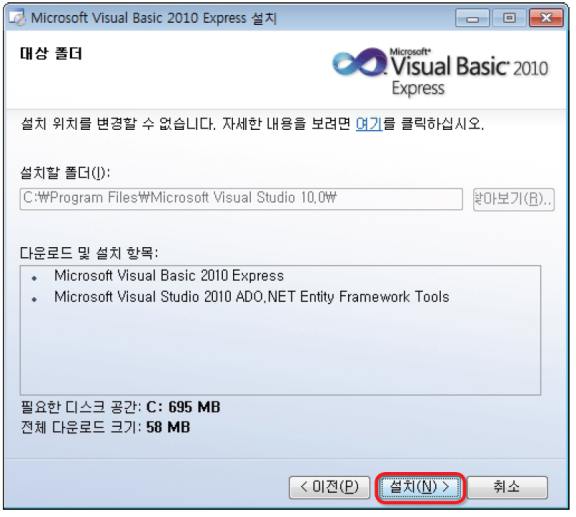 Microsoft Visual Basic 2010 Express 설치
대상 폴더
Microsoft®
Visual Basic® 2010
Express
설치 위치를 변경할 수 없습니다. 자세한 내용을 보려면 여기를 클릭하십시오.
설치할 폴더(I):
C:₩Program Files₩Microsoft Visual Studio 10.0₩
찾아보기(R)..
다운로드 및 설치 항목:
• Microsoft Visual Basic 2010 Express
• Microsoft Visual Studio 2010 ADO.NET Entity Framework Tools
필요한 디스크 공간: C: 695 MB
전체 다운로드 크기: 58 MB
< 이전(P)
설치(N) >
취소